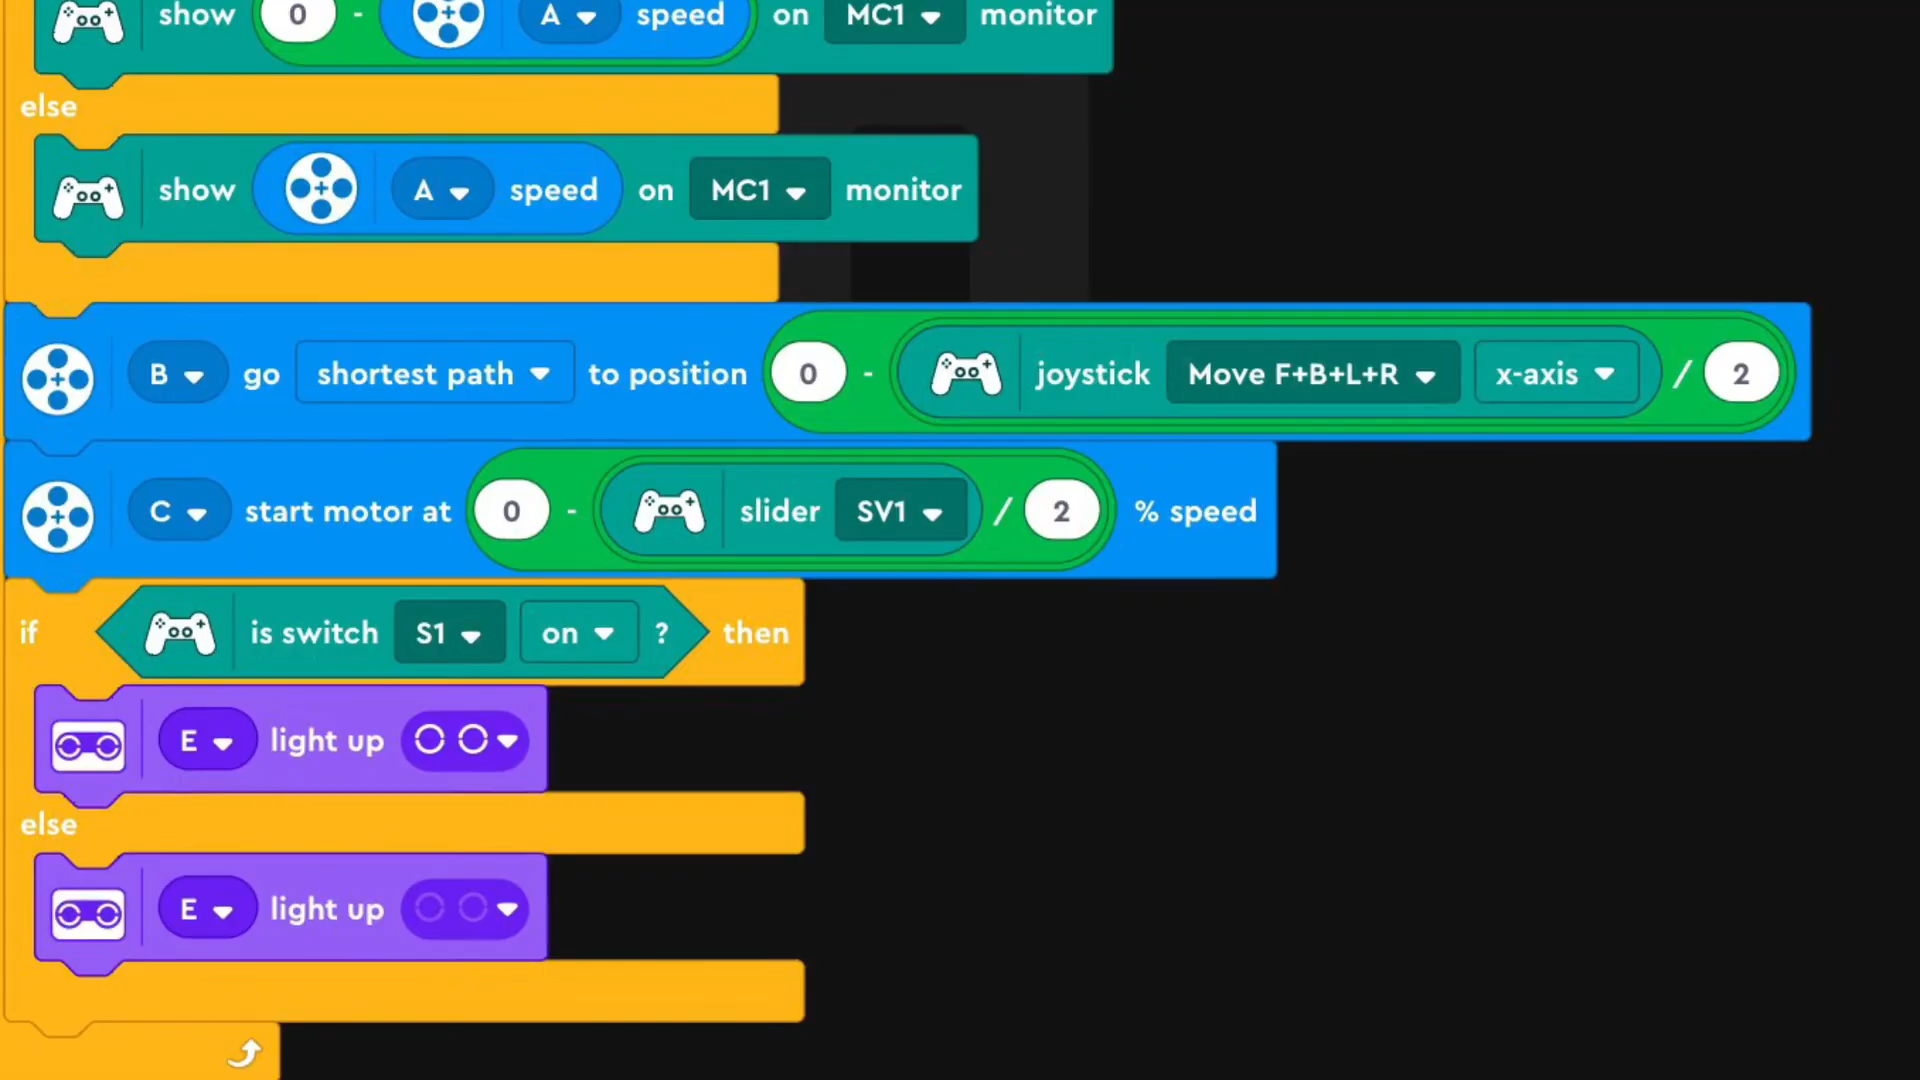 show 0 - A speed on MC1 monitor
else
show A speed on MC1 monitor
B go shortest path to position 0 - joystick Move F+B+L+R x-axis / 2
C start motor at 0 - slider SV1 / 2 % speed
if is switch S1 on ? then
E light up
else
E light up